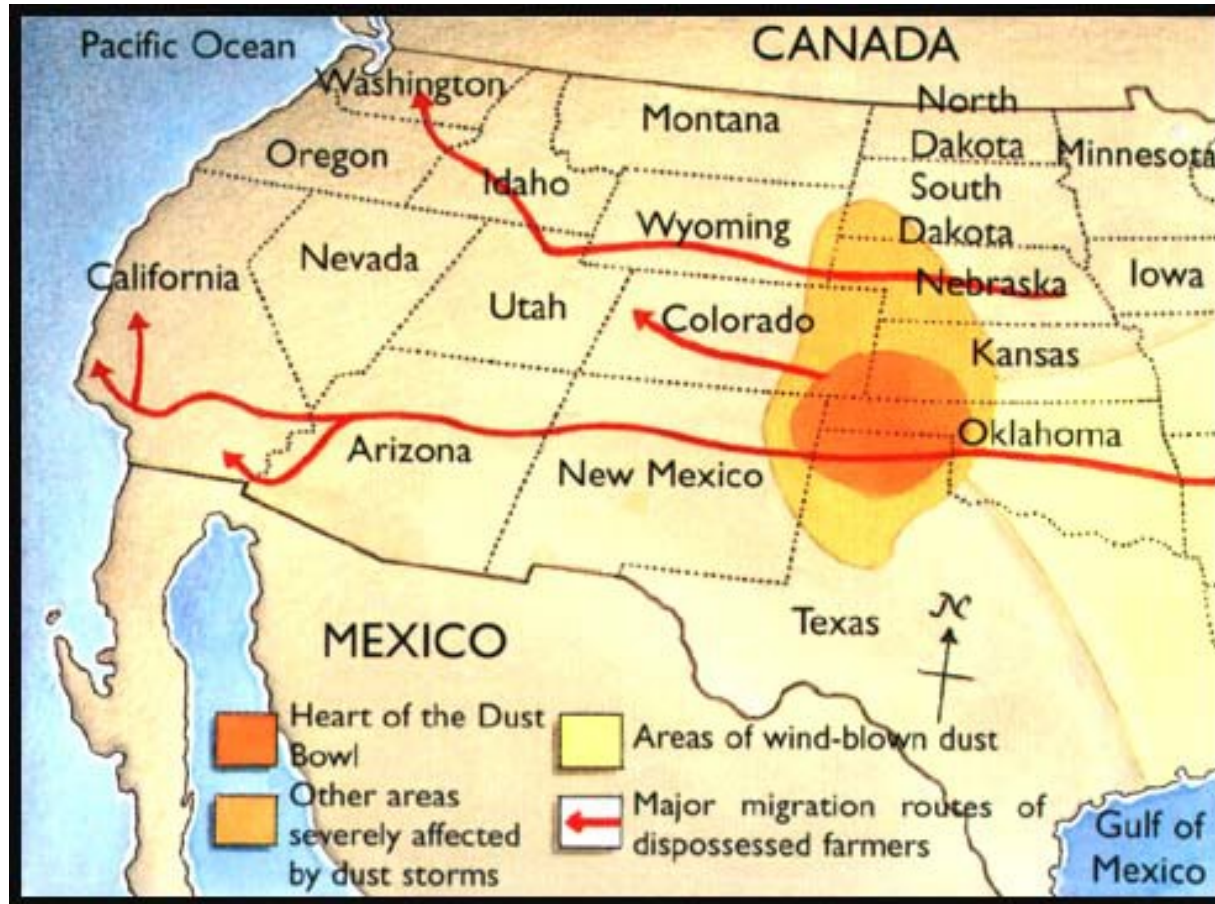 Pacific Ocean
CANADA
Washington
Montana
North
Dakota
Minnesota
Oregon
Idaho
South
Dakota
Wyoming
Nevada
California
Nebraska
Iowa
Utah
Colorado
Kansas
Arizona
New Mexico
Oklahoma
Texas
N
MEXICO
Heart of the Dust
Bowl
Other areas
severely affected
by dust storms
Areas of wind-blown dust
Major migration routes of
dispossessed farmers
Gulf of
Mexico